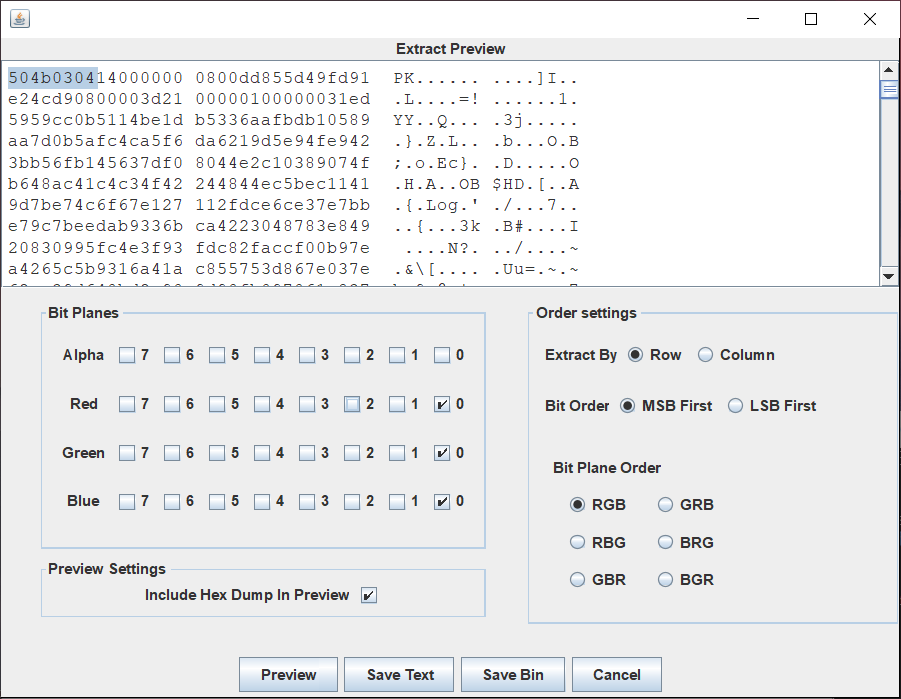 Extract Preview
504b030414000000 0800dd855d49fd91 PK...... ....]I..
e24cd90800003d21 00000100000031ed .L....=! ......1.
5959cc0b5114be1d b5336aafbdb10589 YY..Q... .3j.....
aa7d0b5afc4ca5f6 da6219d5e94fe942 .}.Z.L.. .b...O.B
3bb56fb145637df0 8044e2c10389074f ;.o.Ec}. .D.....O
b648ac41c4c34f42 244844ec5bec1141 .H.A..OB $HD.[..A
9d7be74c6f67e127 112fdce6ce37e7bb .{.Log.' ./...7..
e79c7beedab9336b ca4223048783e849 ..{...3k .B#....I
20830995fc4e3f93 fdc82faccf00b97e ....N?. ../....~
a4265c5b9316a41a c855753d867e037e .&\[.... .Uu=.~.~
Bit Planes
Alpha 7 6 5 4 3 2 1 0
Red 7 6 5 4 3 2 1 0
Green 7 6 5 4 3 2 1 0
Blue 7 6 5 4 3 2 1 0
Preview Settings
Include Hex Dump In Preview
Order settings
Extract By Row Column
Bit Order MSB First LSB First
Bit Plane Order
RGB GRB
RBG BRG
GBR BGR
Preview Save Text Save Bin Cancel